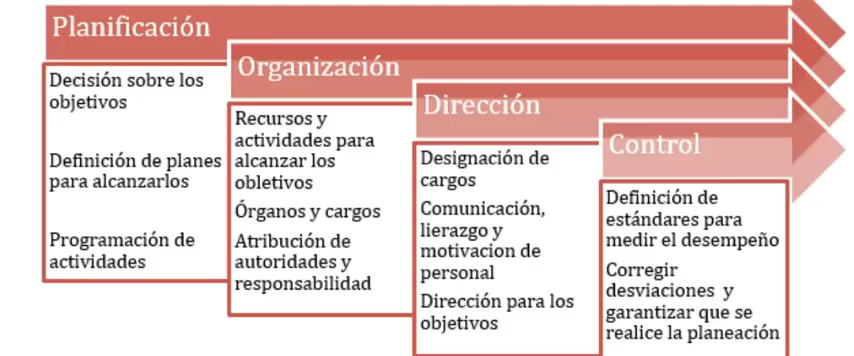 Planificación
Decisión sobre los
objetivos
Definición de planes
para alcanzarlos
Programación de
actividades
Organización
Recursos y
actividades para
alcanzar los
obletivos
Órganos y cargos
Atribución de
autoridades y
responsabilidad
Dirección
Designación de
cargos
Comunicación,
lierazgo y
motivacion de
personal
Dirección para los
objetivos
Control
Definición de
estándares para
medir el desempeño
Corregir
desviaciones y
garantizar que se
realice la planeación